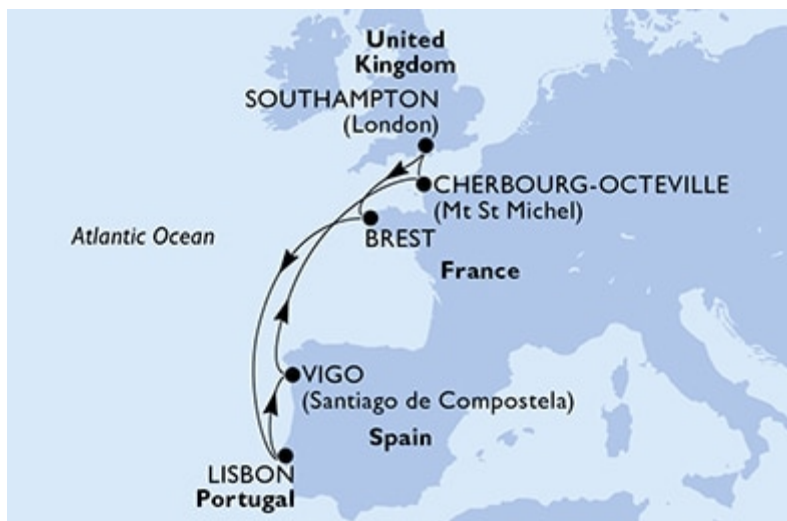 United
Kingdom
SOUTHAMPTON
(London)
CHERBOURG-OCTEVILLE
(Mt St Michel)
Atlantic Ocean
BREST
France
VIGO
(Santiago de Compostela)
Spain
LISBON
Portugal